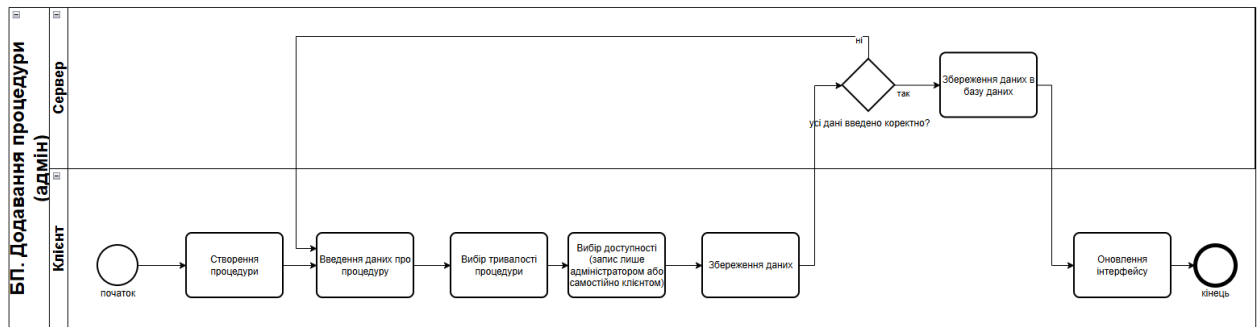 БП. Додавання процедури
(адмін)
Сервер
ні
так
усі дані введено коректно?
Збереження даних в
базу даних
Клієнт
початок
Створення
процедури
Введення даних про
процедуру
Вибір тривалості
процедури
Вибір доступності
(запис лише
адміністратором або
самостійно клієнтом)
Збереження даних
Оновлення
інтерфейсу
кінець